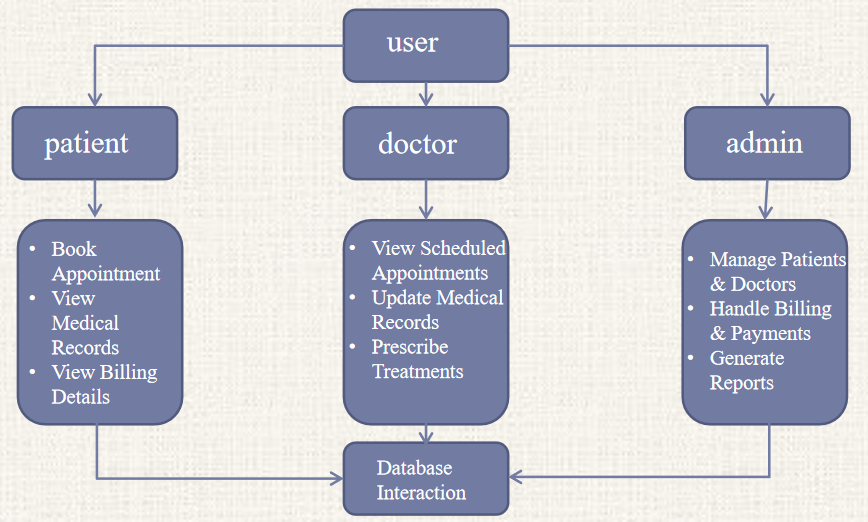 user
patient
doctor
admin
• Book
Appointment
• View
Medical
Records
• View Billing
Details
• View Scheduled
Appointments
• Update Medical
Records
• Prescribe
Treatments
• Manage Patients
& Doctors
• Handle Billing
& Payments
• Generate
Reports
Database
Interaction